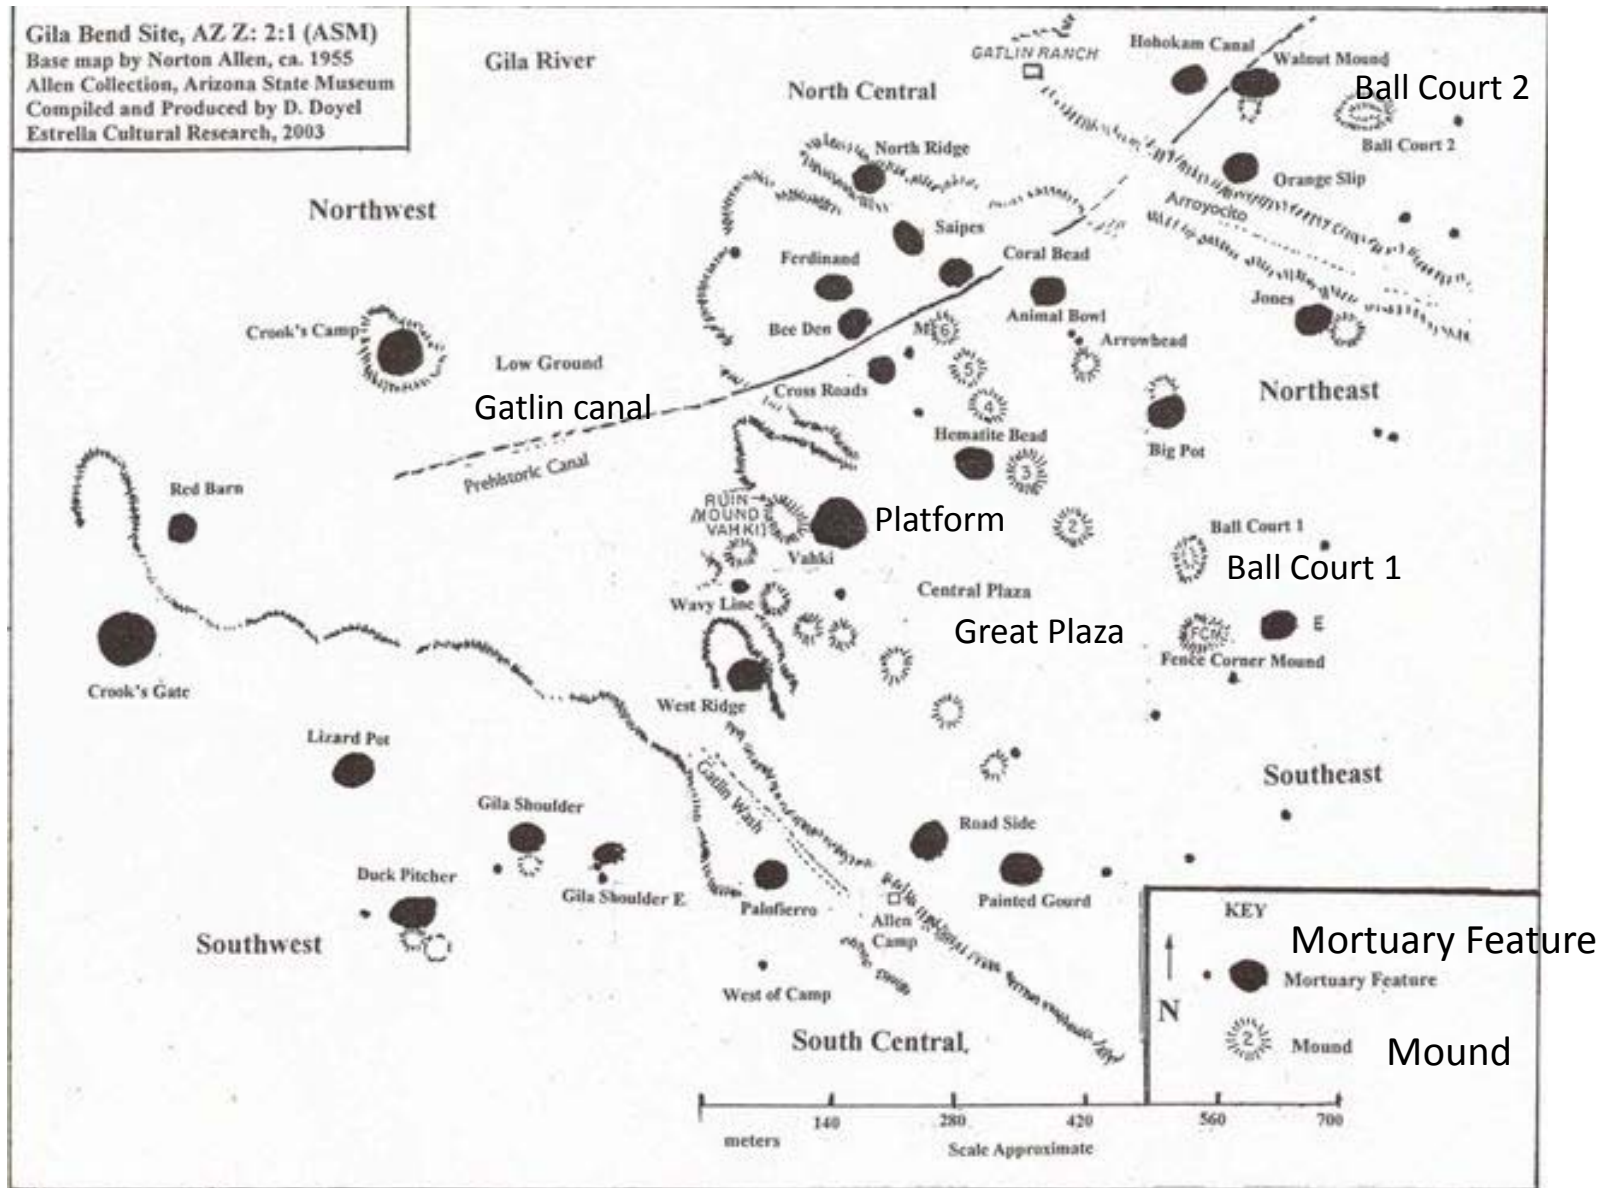 Gila Bend Site, AZ Z: 2:1 (ASM)
Base map by Norton Allen, ca. 1955
Allen Collection, Arizona State Museum
Compiled and Produced by D. Doyel
Estrella Cultural Research, 2003
Gila River
GATLIN RANCH
Hohokam Canal
Walnut Mound
Ball Court 2
Ball Court 2
North Central
North Ridge
Orange Slip
Arroyocito
Northwest
Saipes
Coral Bead
Ferdinand
Jones
Animal Bowl
Bee Den
M 6
Crook's Camp
Arrowhead
Low Ground
5
Cross Roads
Northeast
Gatlin canal
4
Hematite Bead
Big Pot
Prehistoric Canal
3
Red Barn
RUIN
MOUND
VAHKI
Platform
2
Ball Court 1
Vahki
Ball Court 1
Central Plaza
Wavy Line
Great Plaza
FCM
E
Fence Corner Mound
Crook's Gate
West Ridge
Lizard Pot
Southeast
Gatlin Wash
Gila Shoulder
Road Side
Duck Pitcher
Gila Shoulder E
Palofierro
Painted Gourd
Allen
Camp
Southwest
West of Camp
South Central
KEY
Mortuary Feature
Mortuary Feature
N
2
Mound
Mound
140
280
420
560
700
meters
Scale Approximate